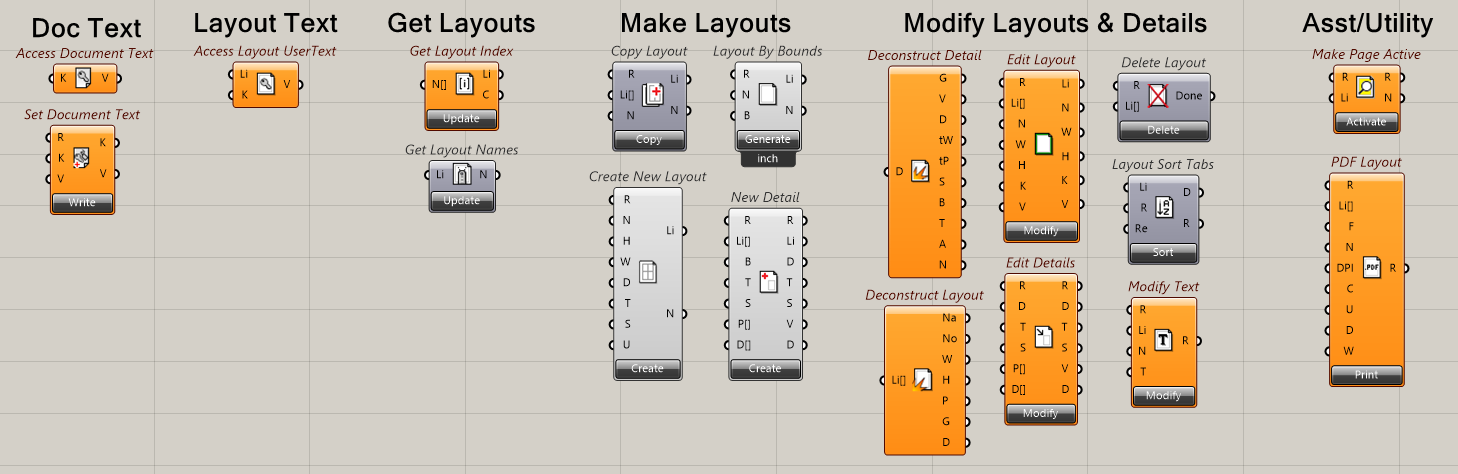 Doc Text
Access Document Text
K V
Set Document Text
R K
K
V V
Write
Layout Text
Access Layout UserText
Li V
K
Get Layouts
Get Layout Index
N[] [i] Li
C
Update
Get Layout Names
Li N
Update
Make Layouts
Copy Layout
R Li
Li[]
N N
Copy
Layout By Bounds
R Li
N
B N
Generate
inch
Create New Layout
R
N
H Li
W
D
T
S N
U
Create
New Detail
R R
Li[] Li
B D
T T
S S
P[] V
D[] D
Create
Modify Layouts & Details
Deconstruct Detail
G
V
D
tW
tP
D S
B
T
A
N
Edit Layout
R Li
Li[] N
N W
W H
H K
K V
V
Modify
Delete Layout
R Done
Li[]
Delete
Layout Sort Tabs
Li D
R A Z
Re R
Sort
Deconstruct Layout
Na
No
W
Li[] H
P
G
D
Edit Details
R R
D D
T T
S S
P[] V
D[] D
Modify
Modify Text
R
Li T R
N
T
Modify
Asst/Utility
Make Page Active
R R
Li N
Activate
PDF Layout
R
Li[]
F
N
DPI .PDF R
C
U
D
W
Print